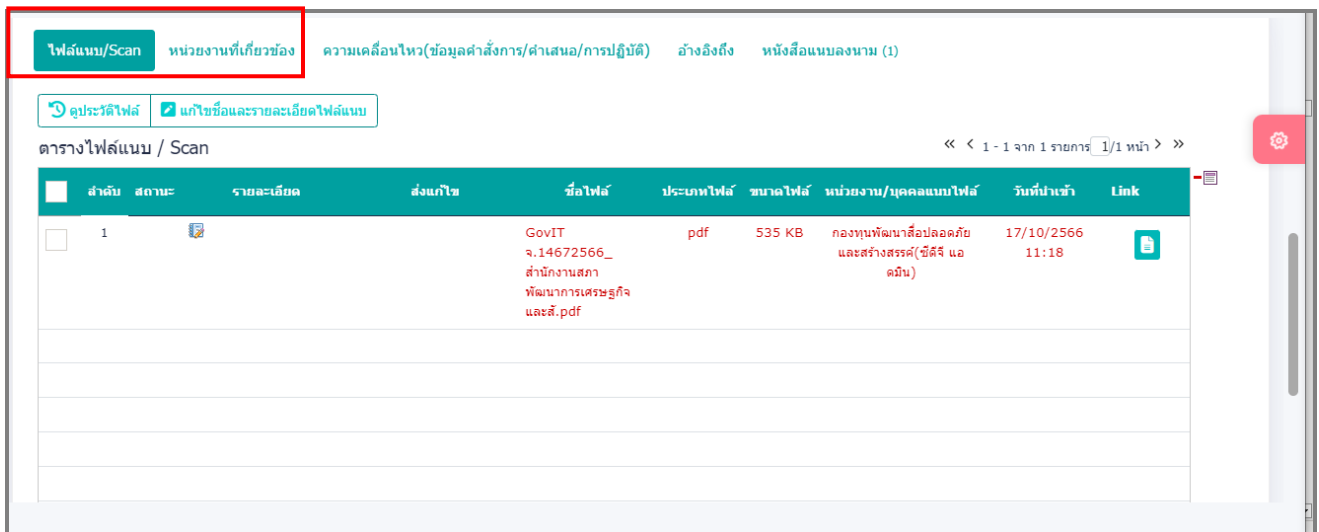 ไฟล์แนบ/Scan หน่วยงานที่เกี่ยวข้อง ความเคลื่อนไหว(ข้อมูลคำสั่งการ/คำเสนอ/การปฏิบัติ) อ้างอิงถึง หนังสือแนบลงนาม (1)
ดูประวัติไฟล์ แก้ไขชื่อและรายละเอียดไฟล์แนบ
ตารางไฟล์แนบ / Scan « < 1 - 1 จาก 1 รายการ 1/1 หน้า > »
ลำดับ สถานะ รายละเอียด ส่งแก้ไข ชื่อไฟล์ ประเภทไฟล์ ขนาดไฟล์ หน่วยงาน/บุคคลแนบไฟล์ วันที่นำเข้า Link
1 GovIT pdf 535 KB กองทุนพัฒนาสื่อปลอดภัย 17/10/2566
จ.14672566_ และสร้างสรรค์(ซีดีจี แอ 11:18
สำนักงานสภา ดมิน)
พัฒนาการเศรษฐกิจ
และสั.pdf